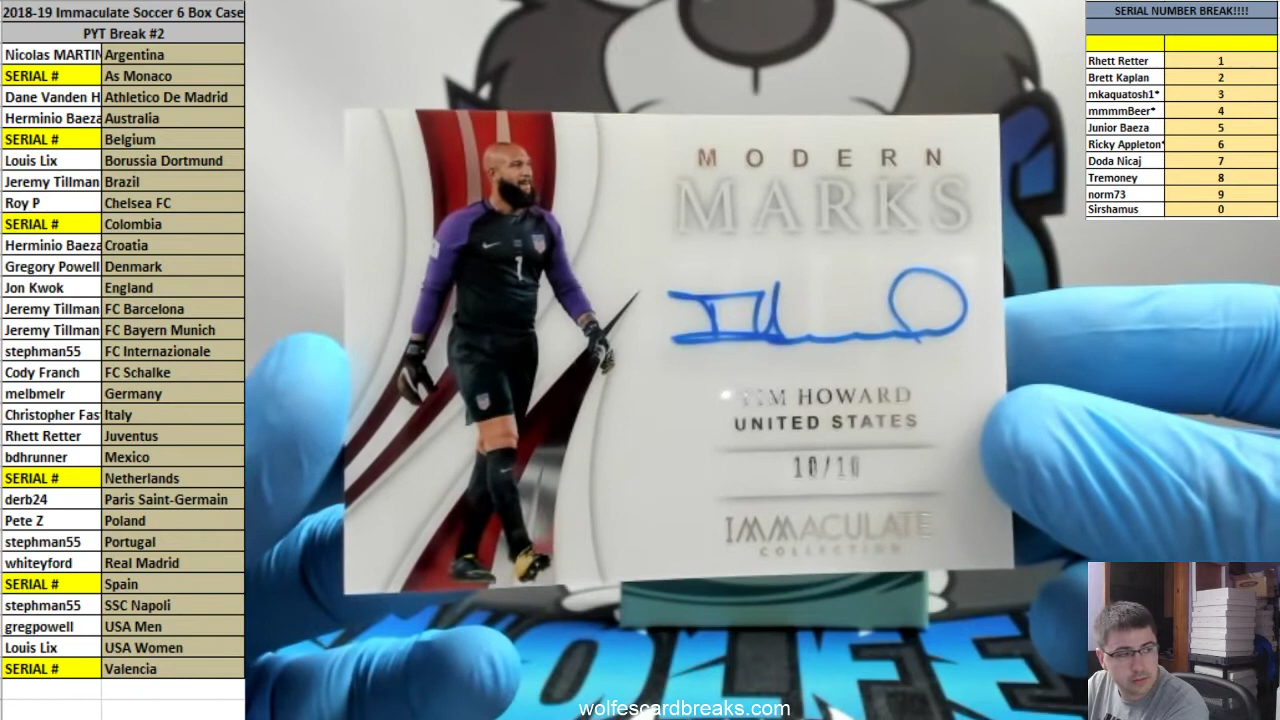 2018-19 Immaculate Soccer 6 Box Case
PYT Break #2
Nicolas MARTIN Argentina
SERIAL # As Monaco
Dane Vanden H Athletico De Madrid
Herminio Baeza Australia
SERIAL # Belgium
Louis Lix Borussia Dortmund
Jeremy Tillman Brazil
Roy P Chelsea FC
SERIAL # Colombia
Herminio Baeza Croatia
Gregory Powell Denmark
Jon Kwok England
Jeremy Tillman FC Barcelona
Jeremy Tillman FC Bayern Munich
stephman55 FC Internazionale
Cody Franch FC Schalke
melbmelr Germany
Christopher Fas Italy
Rhett Retter Juventus
bdhrunner Mexico
SERIAL # Netherlands
derb24 Paris Saint-Germain
Pete Z Poland
stephman55 Portugal
whiteyford Real Madrid
SERIAL # Spain
stephman55 SSC Napoli
gregpowell USA Men
Louis Lix USA Women
SERIAL # Valencia
MODERN
MARKS
TIM HOWARD
UNITED STATES
10/10
IMMACULATE
COLLECTION
1
WOLFE
wolfescardbreaks.com
SERIAL NUMBER BREAK!!!!
Rhett Retter 1
Brett Kaplan 2
mkaquatosh1* 3
mmmmBeer* 4
Junior Baeza 5
Ricky Appleton* 6
Doda Nicaj 7
Tremoney 8
norm73 9
Sirshamus 0